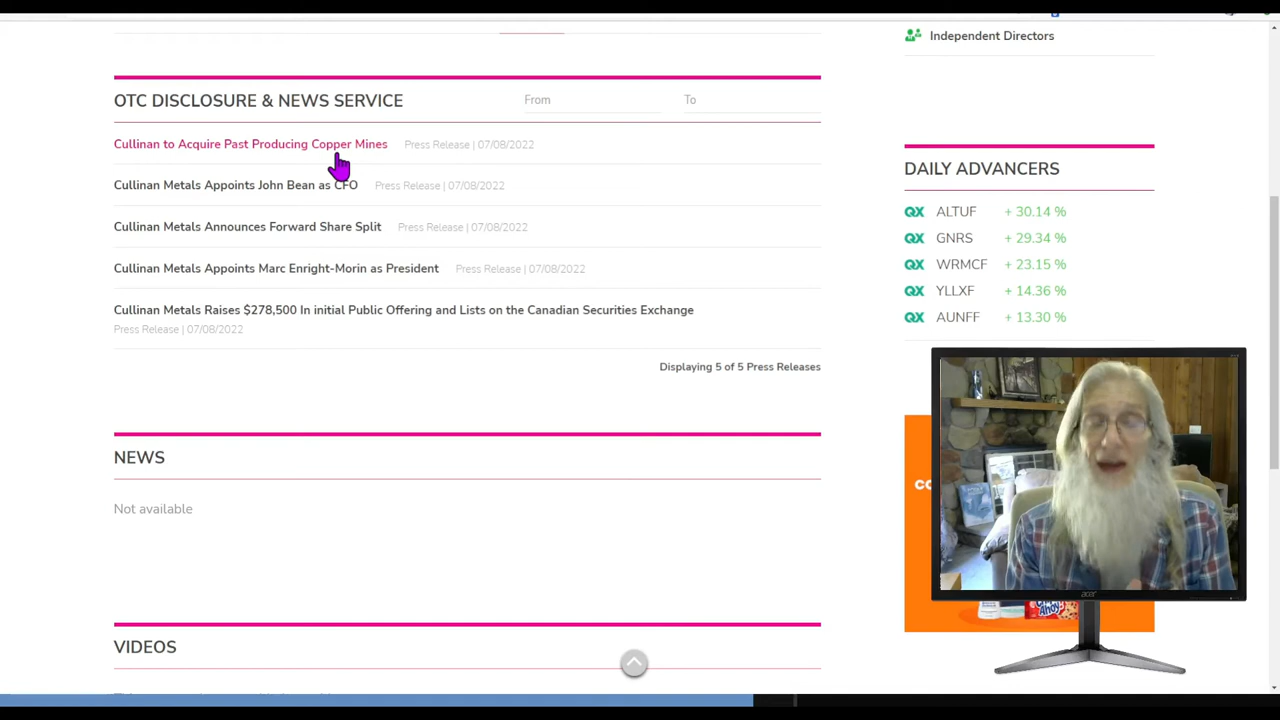 Independent Directors
OTC DISCLOSURE & NEWS SERVICE
From
To
Cullinan to Acquire Past Producing Copper Mines Press Release | 07/08/2022
Cullinan Metals Appoints John Bean as CFO Press Release | 07/08/2022
Cullinan Metals Announces Forward Share Split Press Release | 07/08/2022
Cullinan Metals Appoints Marc Enright-Morin as President Press Release | 07/08/2022
Cullinan Metals Raises $278,500 In initial Public Offering and Lists on the Canadian Securities Exchange
Press Release | 07/08/2022
Displaying 5 of 5 Press Releases
NEWS
Not available
VIDEOS
DAILY ADVANCERS
QX ALTUF + 30.14 %
QX GNRS + 29.34 %
QX WRMCF + 23.15 %
QX YLLXF + 14.36 %
QX AUNFF + 13.30 %
acer